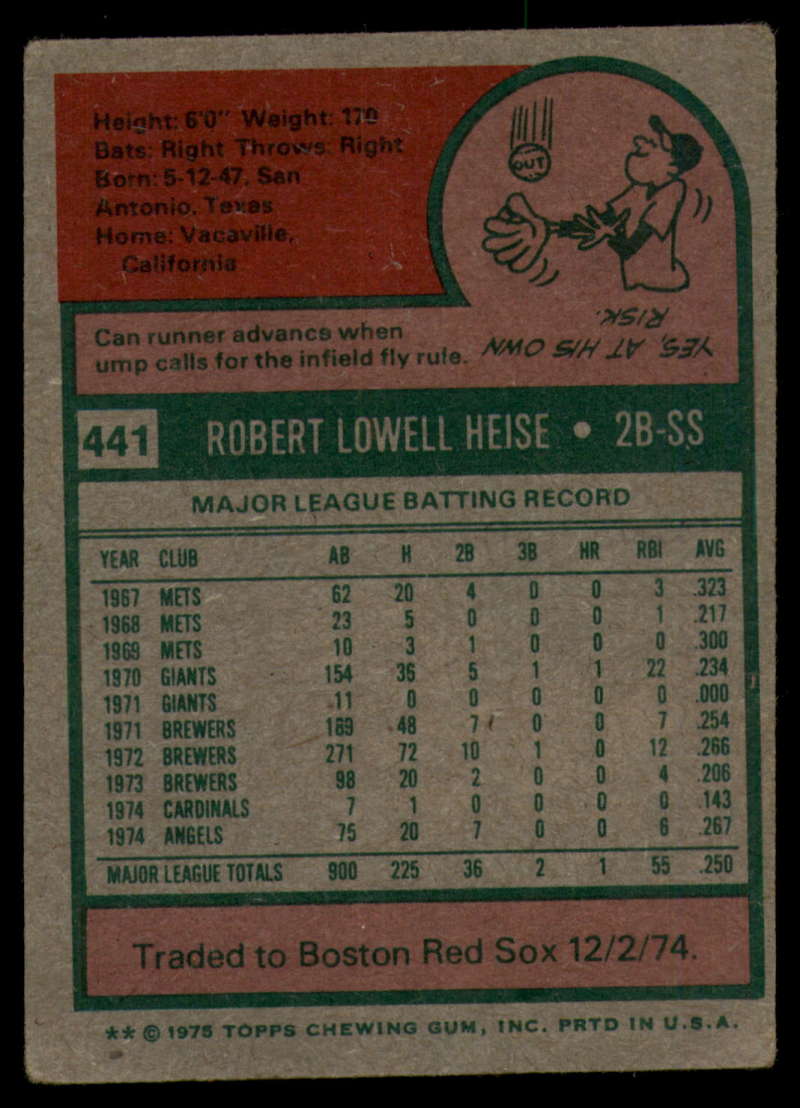 Height: 6'0" Weight: 170
Bats: Right Throws: Right
Born: 5-12-47, San
Antonio, Texas
Home: Vacaville,
California
OUT
Can runner advance when
ump calls for the infield fly rule.
YES, AT HIS OWN
RISK.
441 ROBERT LOWELL HEISE • 2B-SS
MAJOR LEAGUE BATTING RECORD
YEAR CLUB AB H 2B 3B HR RBI AVG
1967 METS 62 20 4 0 0 3 .323
1968 METS 23 5 0 0 0 1 .217
1969 METS 10 3 1 0 0 0 .300
1970 GIANTS 154 36 5 1 1 22 .234
1971 GIANTS 11 0 0 0 0 0 .000
1971 BREWERS 189 48 7 0 0 7 .254
1972 BREWERS 271 72 10 1 0 12 .266
1973 BREWERS 98 20 2 0 0 4 .206
1974 CARDINALS 7 1 0 0 0 0 .143
1974 ANGELS 75 20 7 0 0 6 .267
MAJOR LEAGUE TOTALS 900 225 36 2 1 55 .250
Traded to Boston Red Sox 12/2/74.
** © 1975 TOPPS CHEWING GUM, INC. PRTD IN U.S.A.